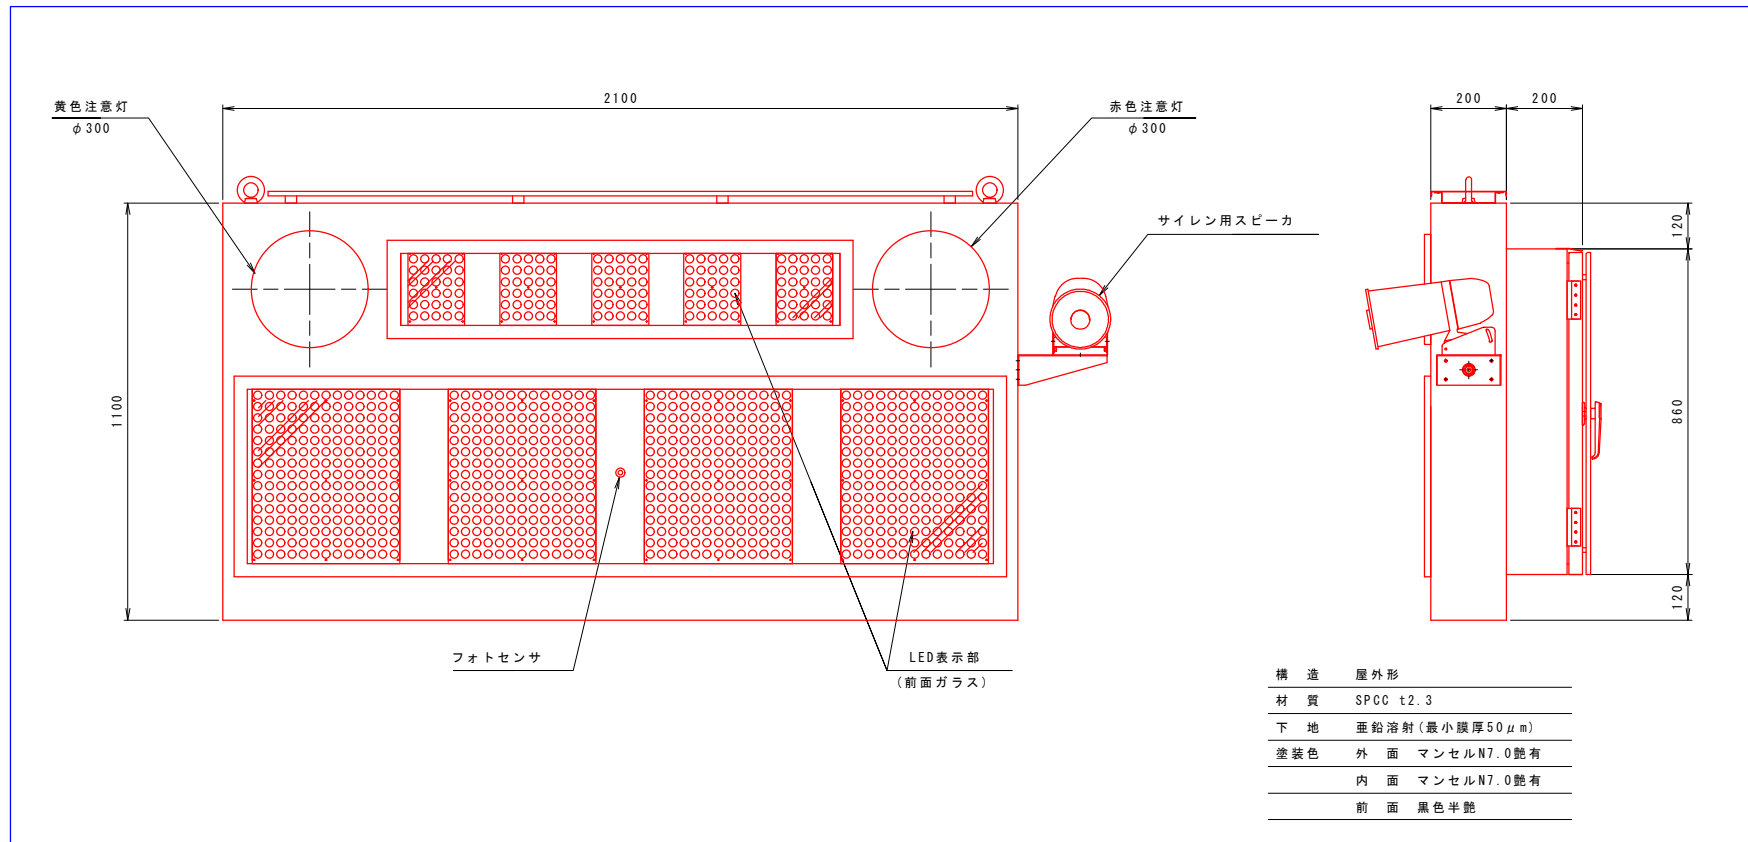 黄色注意灯
φ300
2100
赤色注意灯
φ300
200
200
サイレン用スピーカ
120
1100
860
120
フォトセンサ
LED表示部
(前面ガラス)
構 造 屋外形
材 質 SPCC t2.3
下 地 亜鉛溶射(最小膜厚50μm)
塗装色 外 面 マンセルN7.0艶有
内 面 マンセルN7.0艶有
前 面 黒色半艶